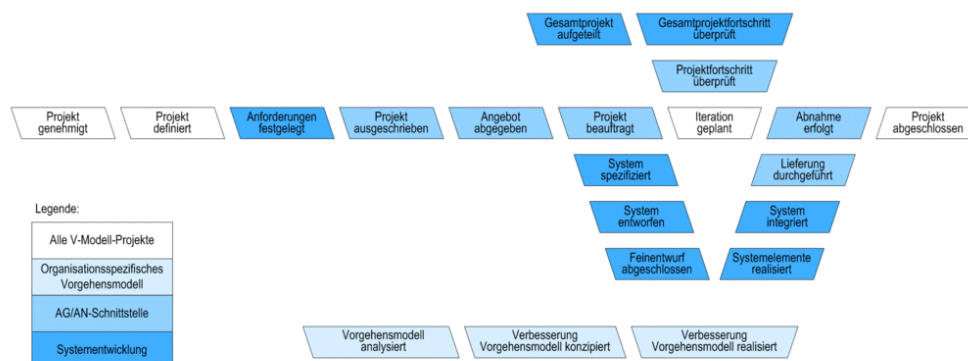 Gesamtprojekt
aufgeteilt
Gesamtprojektfortschritt
überprüft
Projektfortschritt
überprüft
Projekt
genehmigt
Projekt
definiert
Anforderungen
festgelegt
Projekt
ausgeschrieben
Angebot
abgegeben
Projekt
beauftragt
Iteration
geplant
Abnahme
erfolgt
Projekt
abgeschlossen
System
spezifiziert
Lieferung
durchgeführt
System
entworfen
System
integriert
Feinentwurf
abgeschlossen
Systemelemente
realisiert
Legende:
Alle V-Modell-Projekte
Organisationsspezifisches
Vorgehensmodell
AG/AN-Schnittstelle
Systementwicklung
Vorgehensmodell
analysiert
Verbesserung
Vorgehensmodell konzipiert
Verbesserung
Vorgehensmodell realisiert